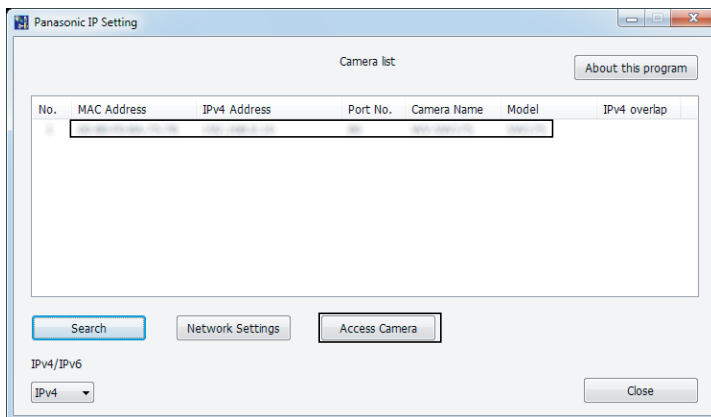 Panasonic IP Setting
Camera list
About this program
No. MAC Address IPv4 Address Port No. Camera Name Model IPv4 overlap
Search Network Settings Access Camera
IPv4/IPv6
IPv4 Close